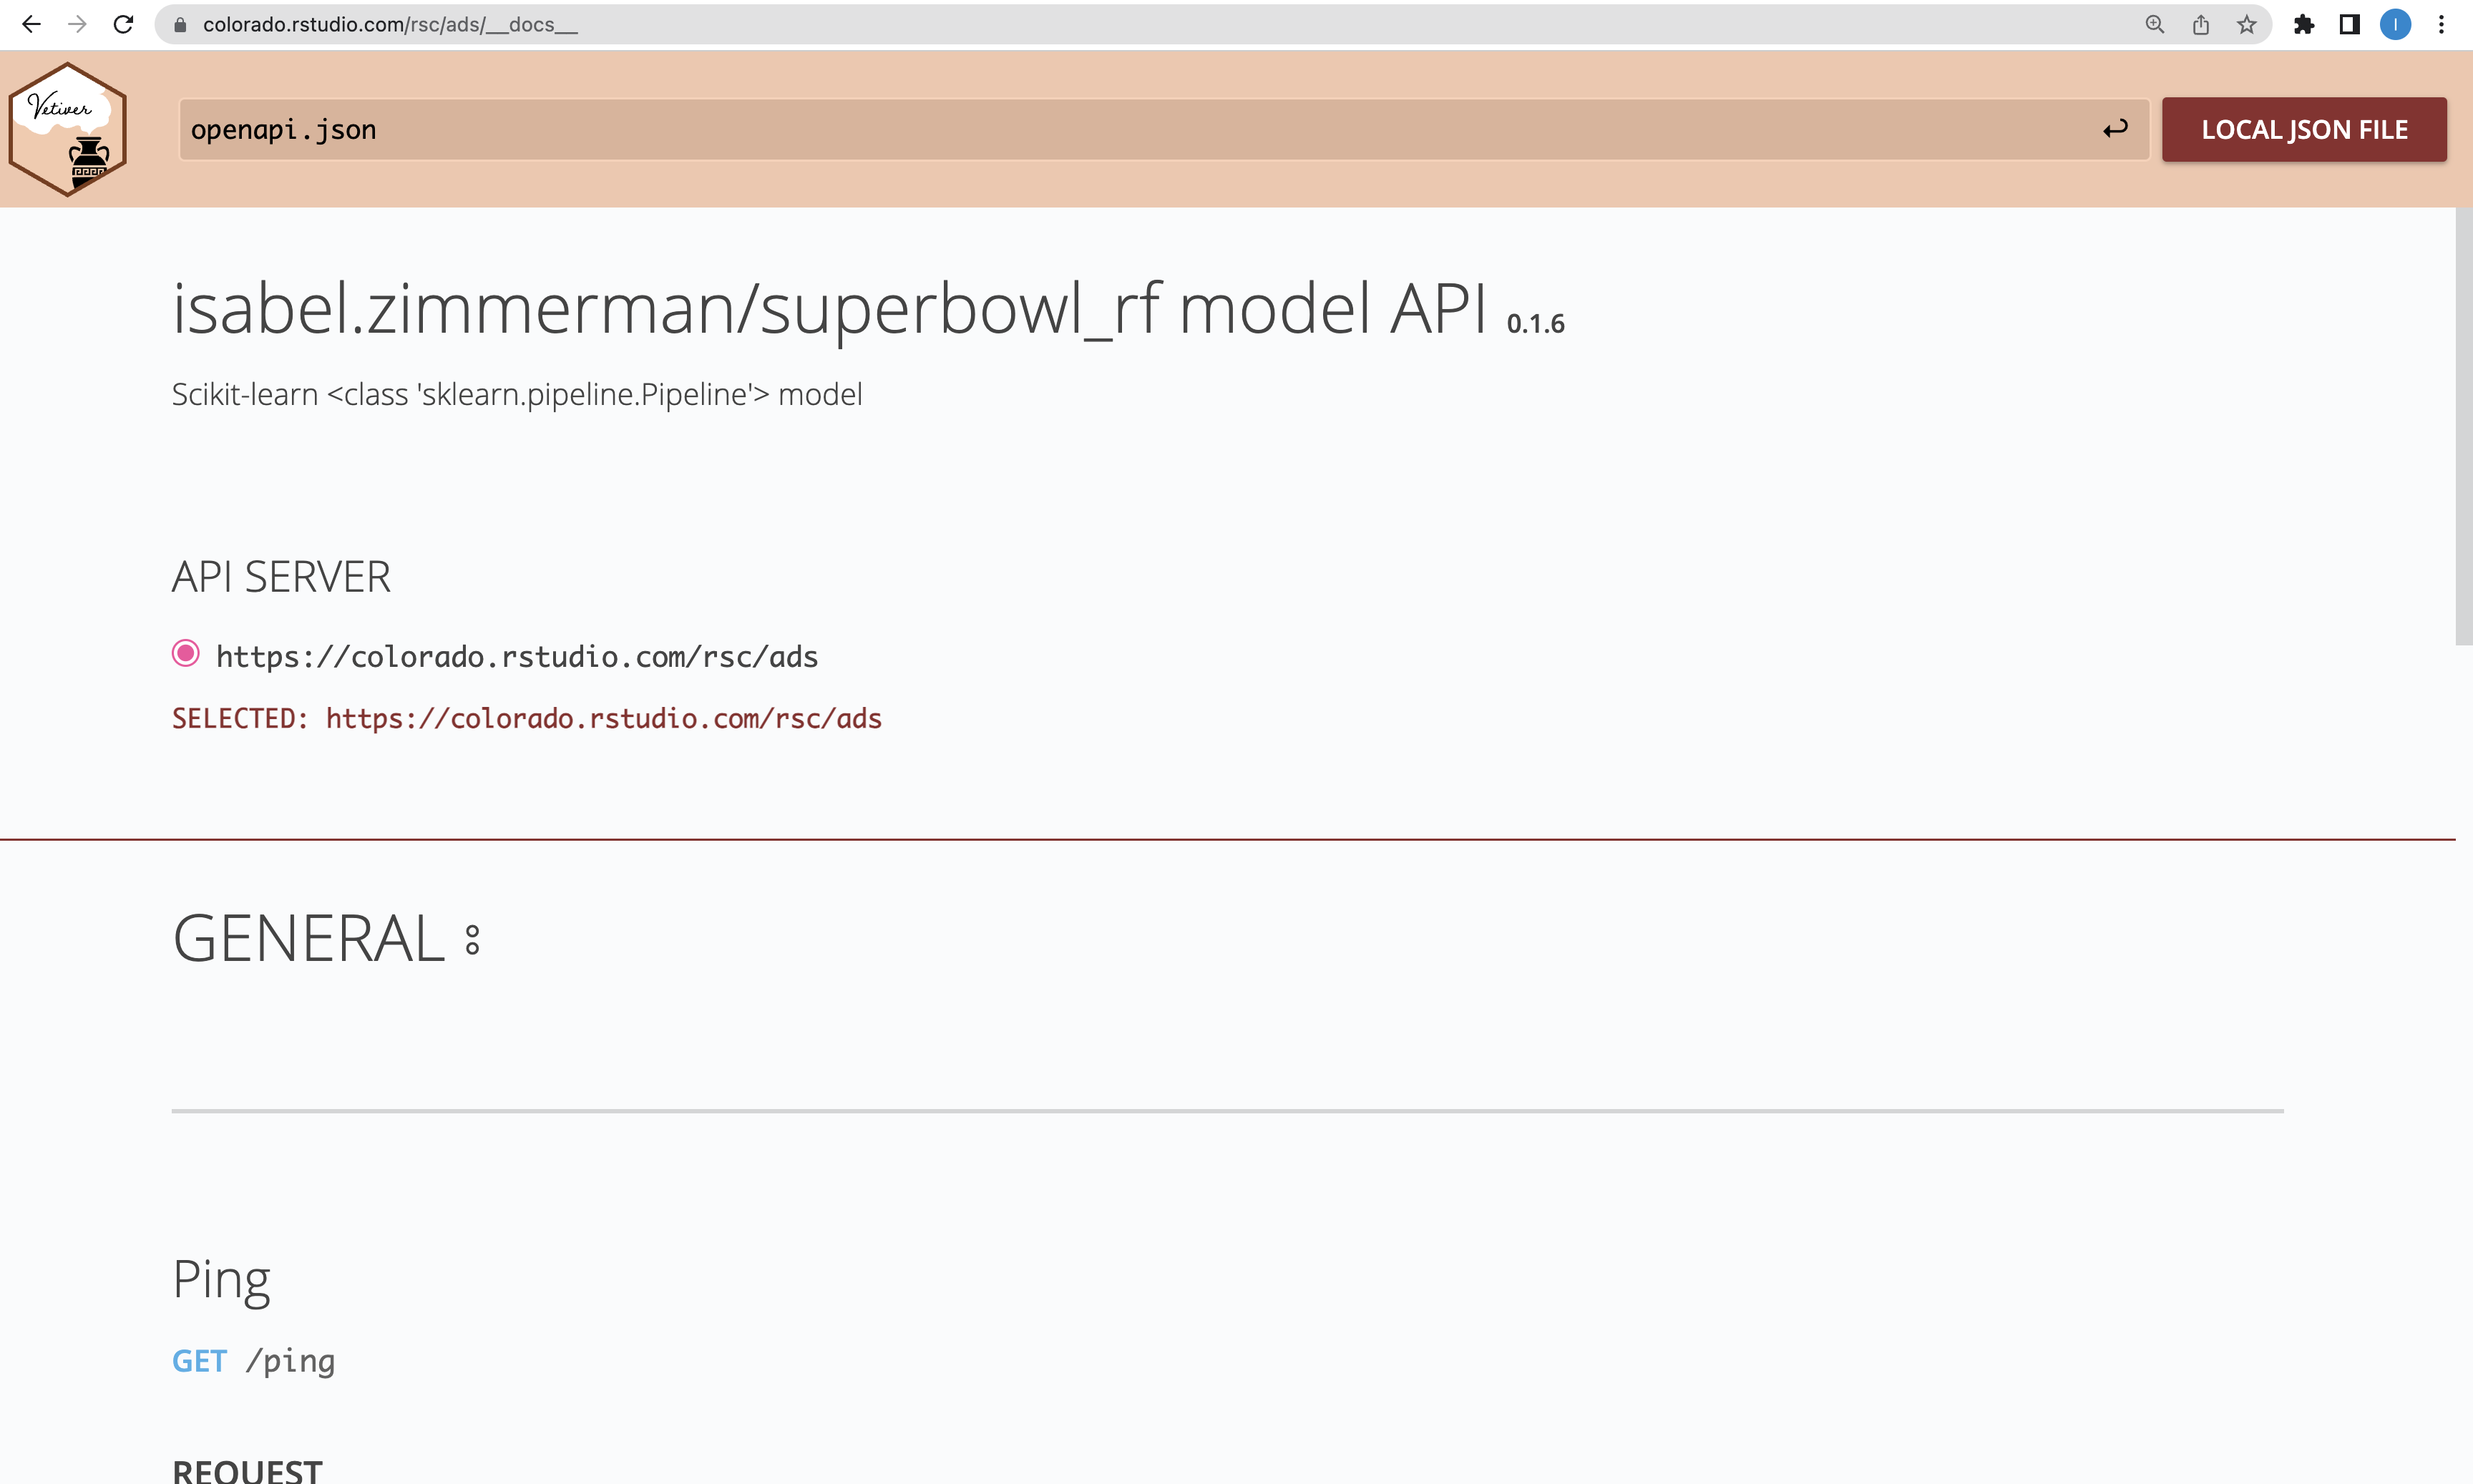 colorado.rstudio.com/rsc/ads/__docs__
I
Vetiver
openapi.json
LOCAL JSON FILE
isabel.zimmerman/superbowl_rf model API 0.1.6
Scikit-learn <class 'sklearn.pipeline.Pipeline'> model
API SERVER
https://colorado.rstudio.com/rsc/ads
SELECTED: https://colorado.rstudio.com/rsc/ads
GENERAL
Ping
GET /ping
REQUEST